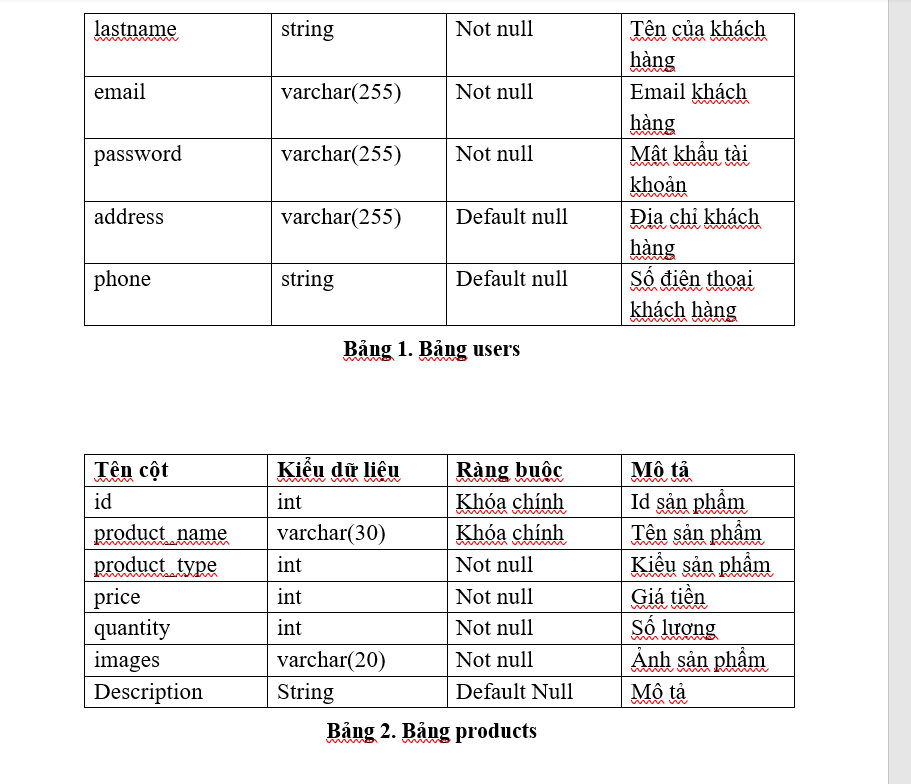 lastname string Not null Tên của khách
hàng
email varchar(255) Not null Email khách
hàng
password varchar(255) Not null Mật khẩu tài
khoản
address varchar(255) Default null Địa chỉ khách
hàng
phone string Default null Số điện thoại
khách hàng
Bảng 1. Bảng users
Tên cột Kiểu dữ liệu Ràng buộc Mô tả
id int Khóa chính Id sản phẩm
product_name varchar(30) Khóa chính Tên sản phẩm
product_type int Not null Kiểu sản phẩm
price int Not null Giá tiền
quantity int Not null Số lượng
images varchar(20) Not null Ảnh sản phẩm
Description String Default Null Mô tả
Bảng 2. Bảng products